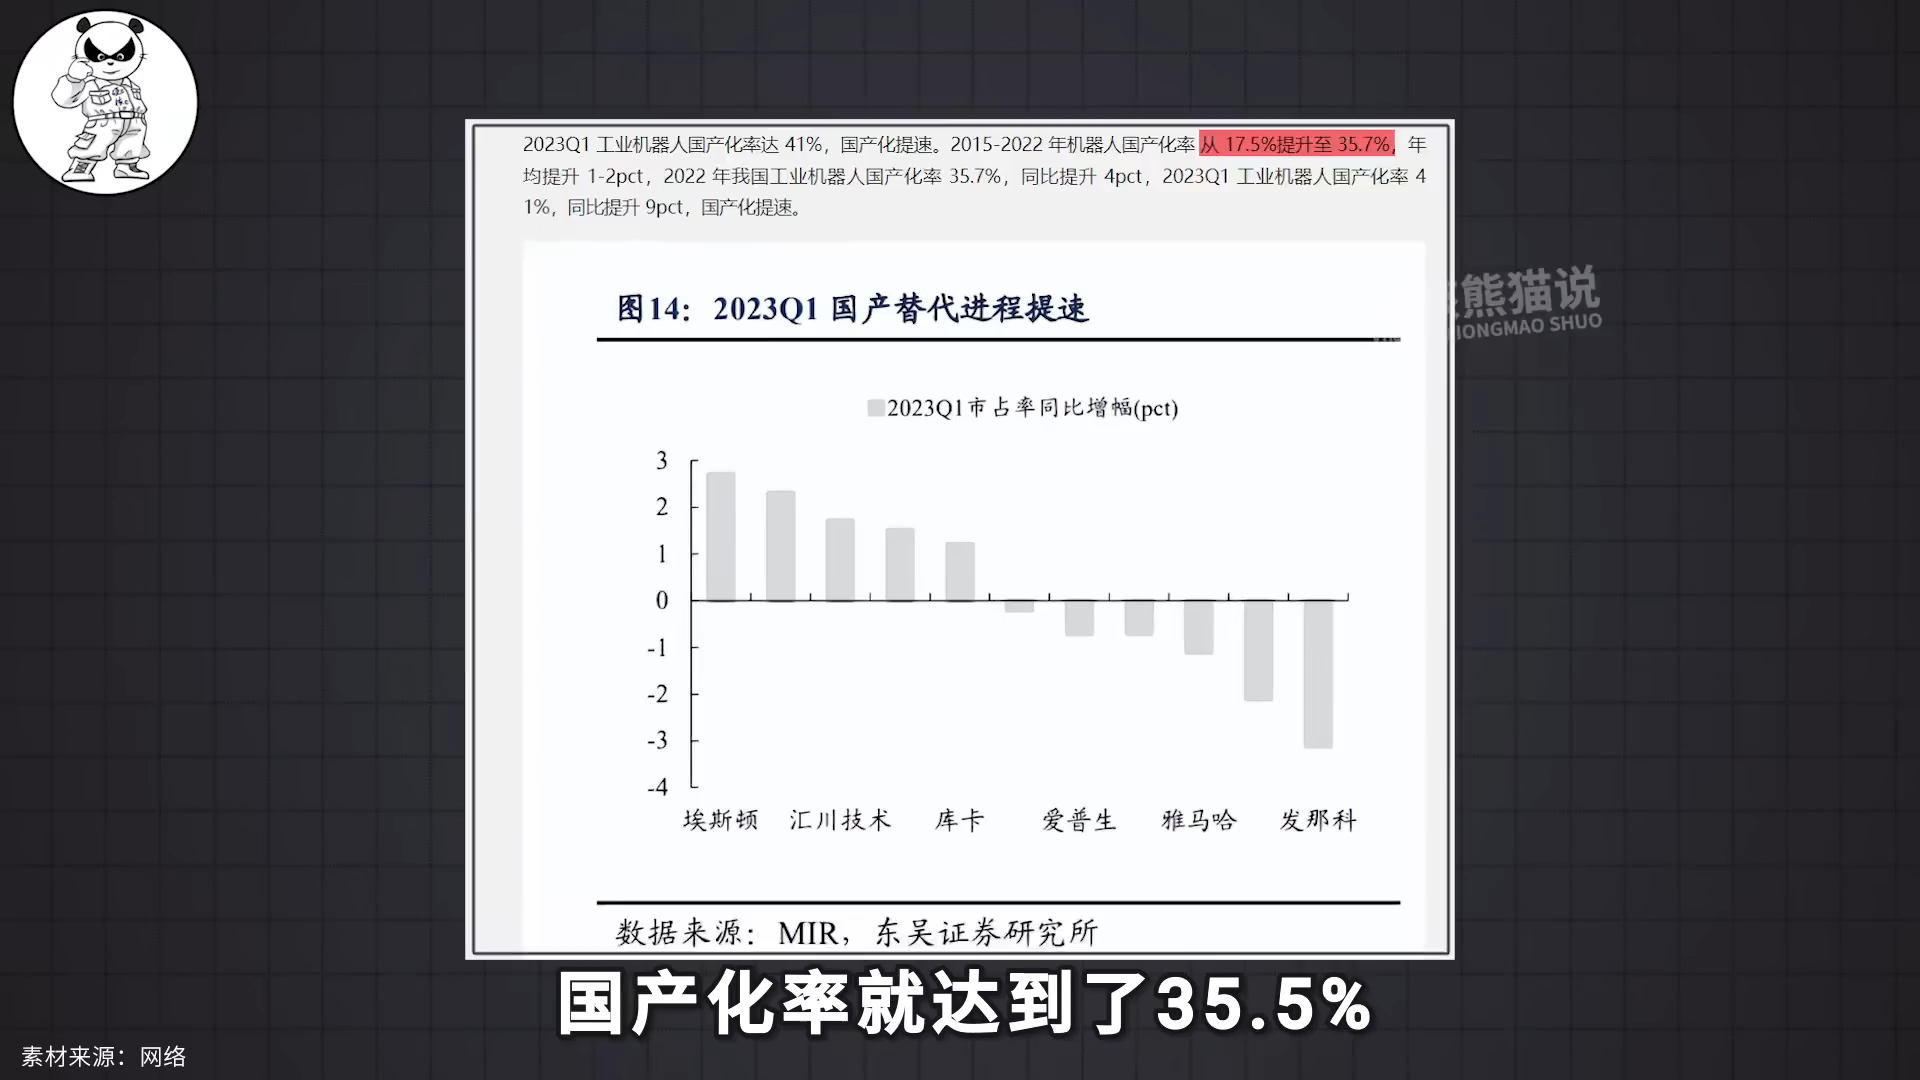 2023Q1 工业机器人国产化率达 41%，国产化提速。2015-2022 年机器人国产化率 从 17.5%提升至 35.7%，年
均提升 1-2pct，2022 年我国工业机器人国产化率 35.7%，同比提升 4pct，2023Q1 工业机器人国产化率 4
1%，同比提升 9pct，国产化提速。
图14：2023Q1 国产替代进程提速
熊猫说
IONGMAO SHUO
2023Q1市占率同比增幅(pct)
3
2
1
0
-1
-2
-3
-4
埃斯顿 汇川技术 库卡 爱普生 雅马哈 发那科
数据来源：MIR，东吴证券研究所
国产化率就达到了35.5%
素材来源：网络